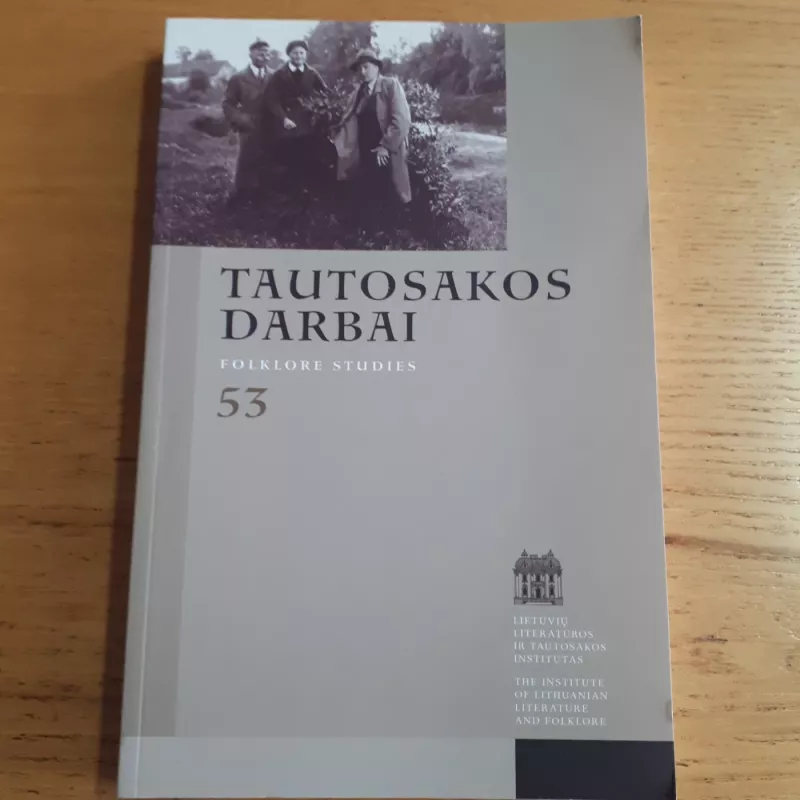 TAUTOSAKOS
DARBAI
FOLKLORE STUDIES
53
LIETUVIŲ
LITERATŪROS
IR TAUTOSAKOS
INSTITUTAS
THE INSTITUTE
OF LITHUANIAN
LITERATURE
AND FOLKLORE